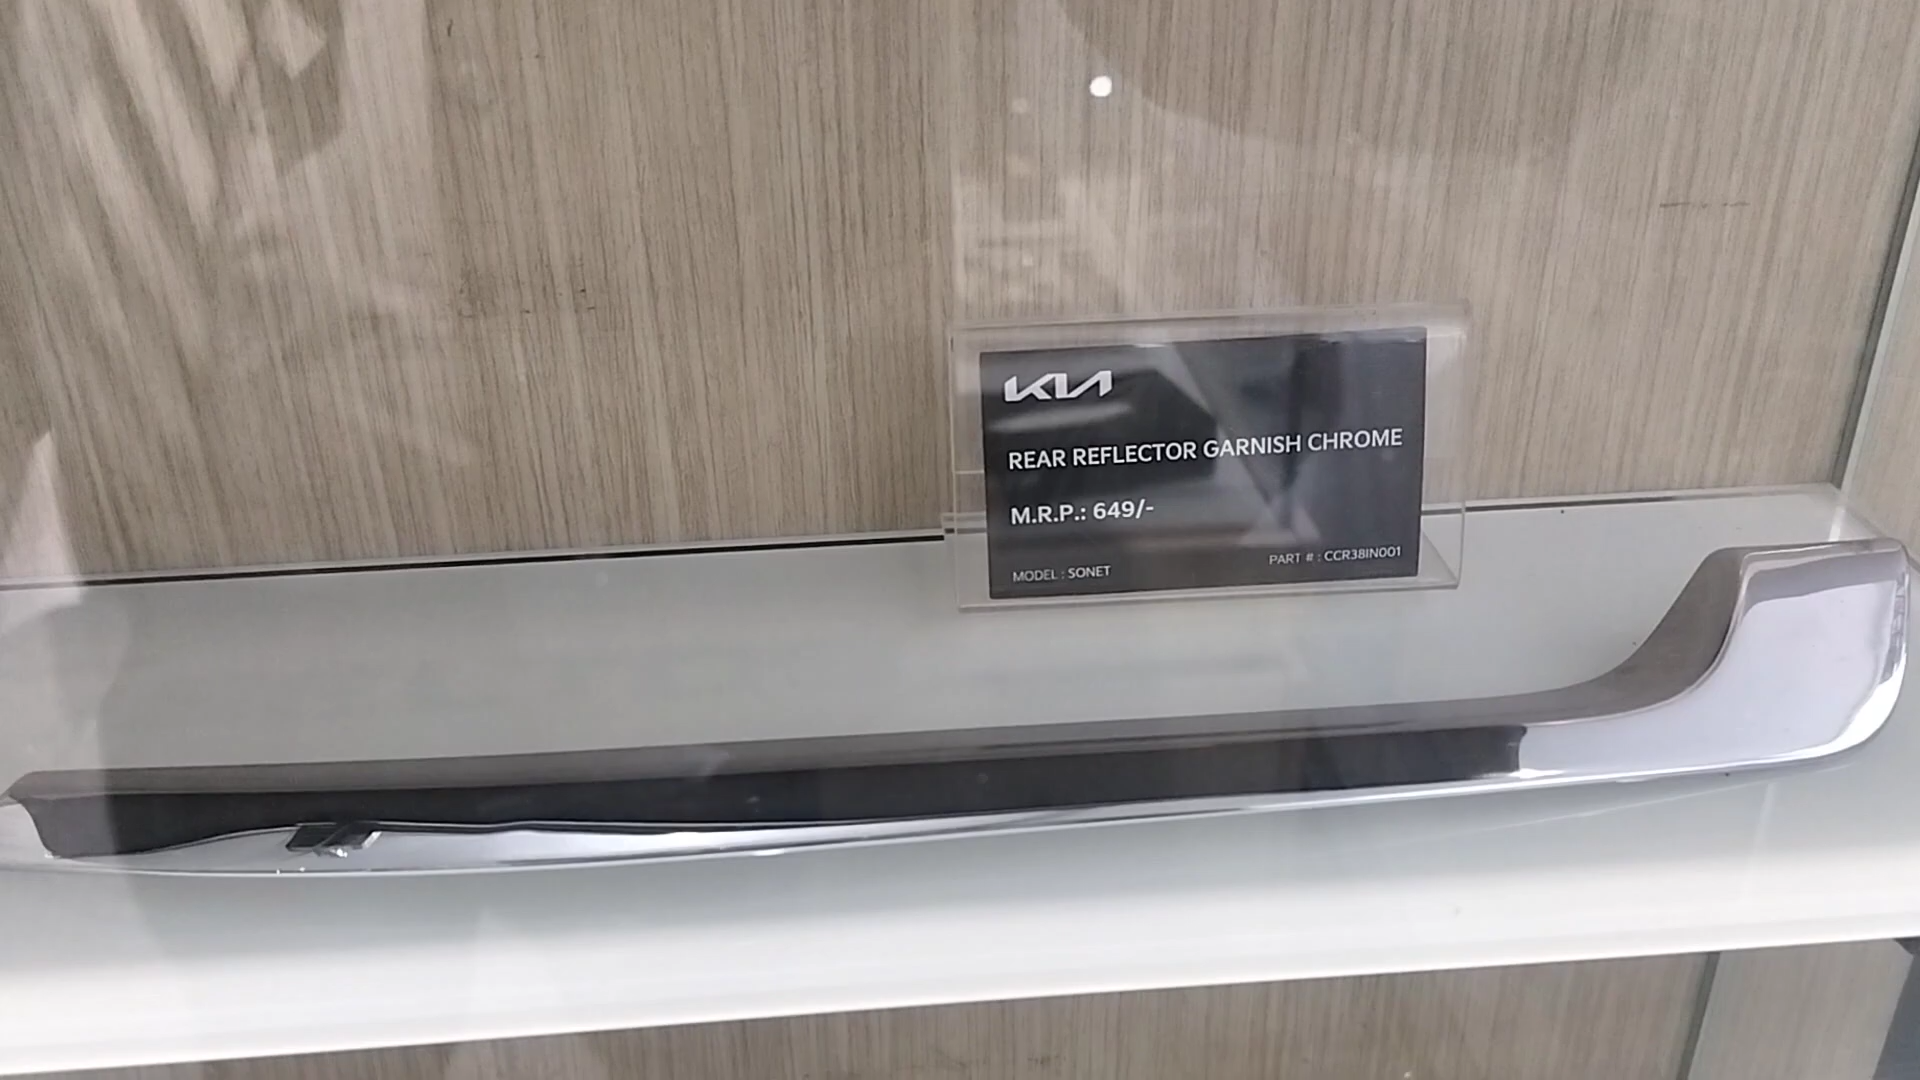 KIA
REAR REFLECTOR GARNISH CHROME
M.R.P.: 649/-
MODEL : SONET
PART # : CCR38IN001